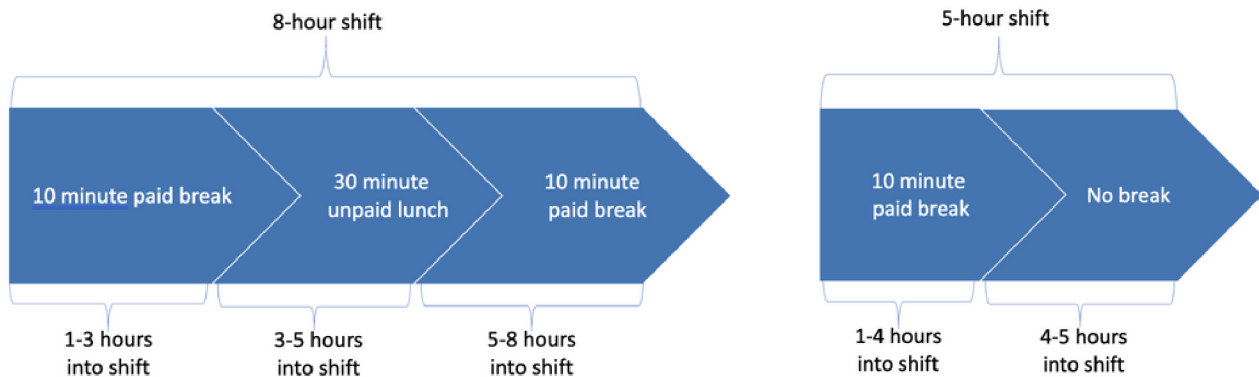 8-hour shift
10 minute paid break
30 minute
unpaid lunch
10 minute
paid break
1-3 hours
into shift
3-5 hours
into shift
5-8 hours
into shift
5-hour shift
10 minute
paid break
No break
1-4 hours
into shift
4-5 hours
into shift